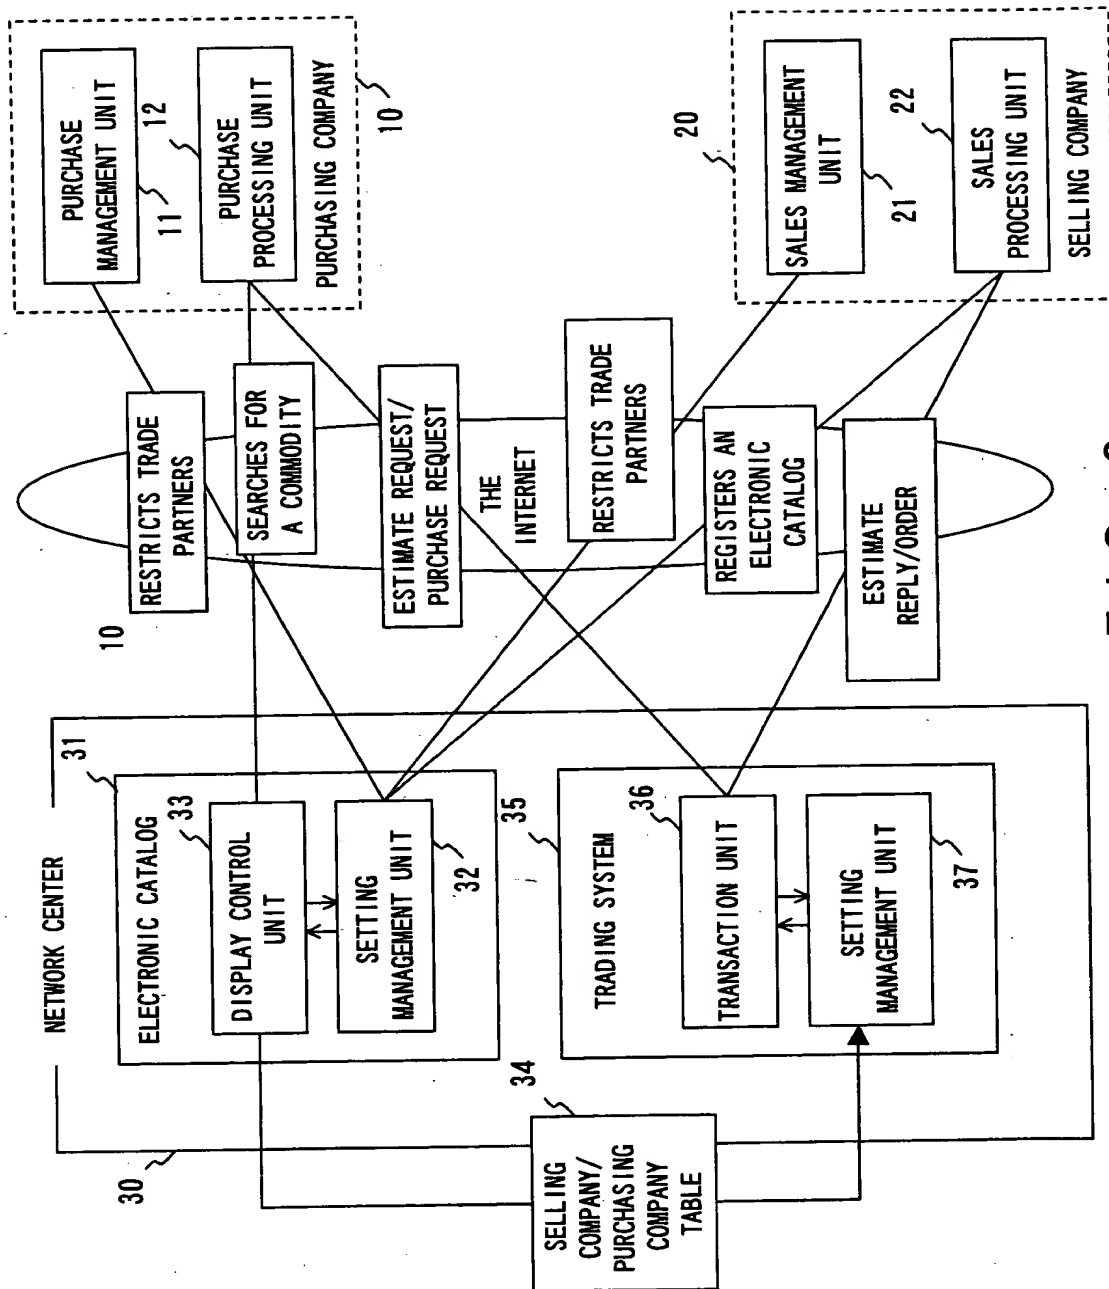 NETWORK CENTER
30
ELECTRONIC CATALOG
31
DISPLAY CONTROL
UNIT
33
SETTING
MANAGEMENT UNIT
32
SELLING
COMPANY/
PURCHASING
COMPANY
TABLE
34
TRADING SYSTEM
35
TRANSACTION UNIT
36
SETTING
MANAGEMENT UNIT
37
10
RESTRICTS TRADE
PARTNERS
SEARCHES FOR
A COMMODITY
ESTIMATE REQUEST/
PURCHASE REQUEST
THE
INTERNET
RESTRICTS TRADE
PARTNERS
REGISTERS AN
ELECTRONIC
CATALOG
ESTIMATE
REPLY/ORDER
PURCHASE
MANAGEMENT UNIT
11
12
PURCHASE
PROCESSING UNIT
PURCHASING COMPANY
10
20
SALES MANAGEMENT
UNIT
21
22
SALES
PROCESSING UNIT
SELLING COMPANY